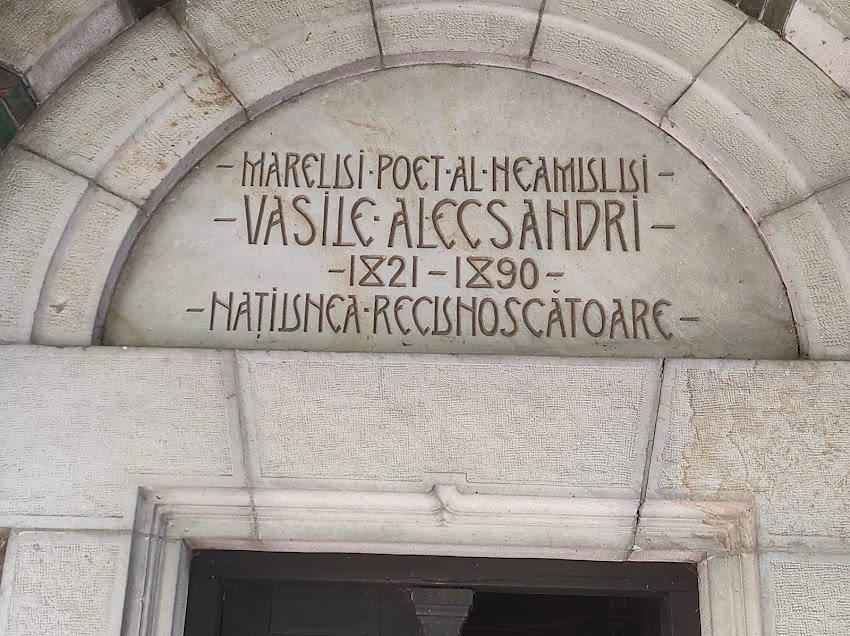 - MARELUI · POET · AL · NEAMULUI -
- VASILE · ALECSANDRI -
- 1821 - 1890 -
- NAȚIUNEA · RECUNOSCĂTOARE -